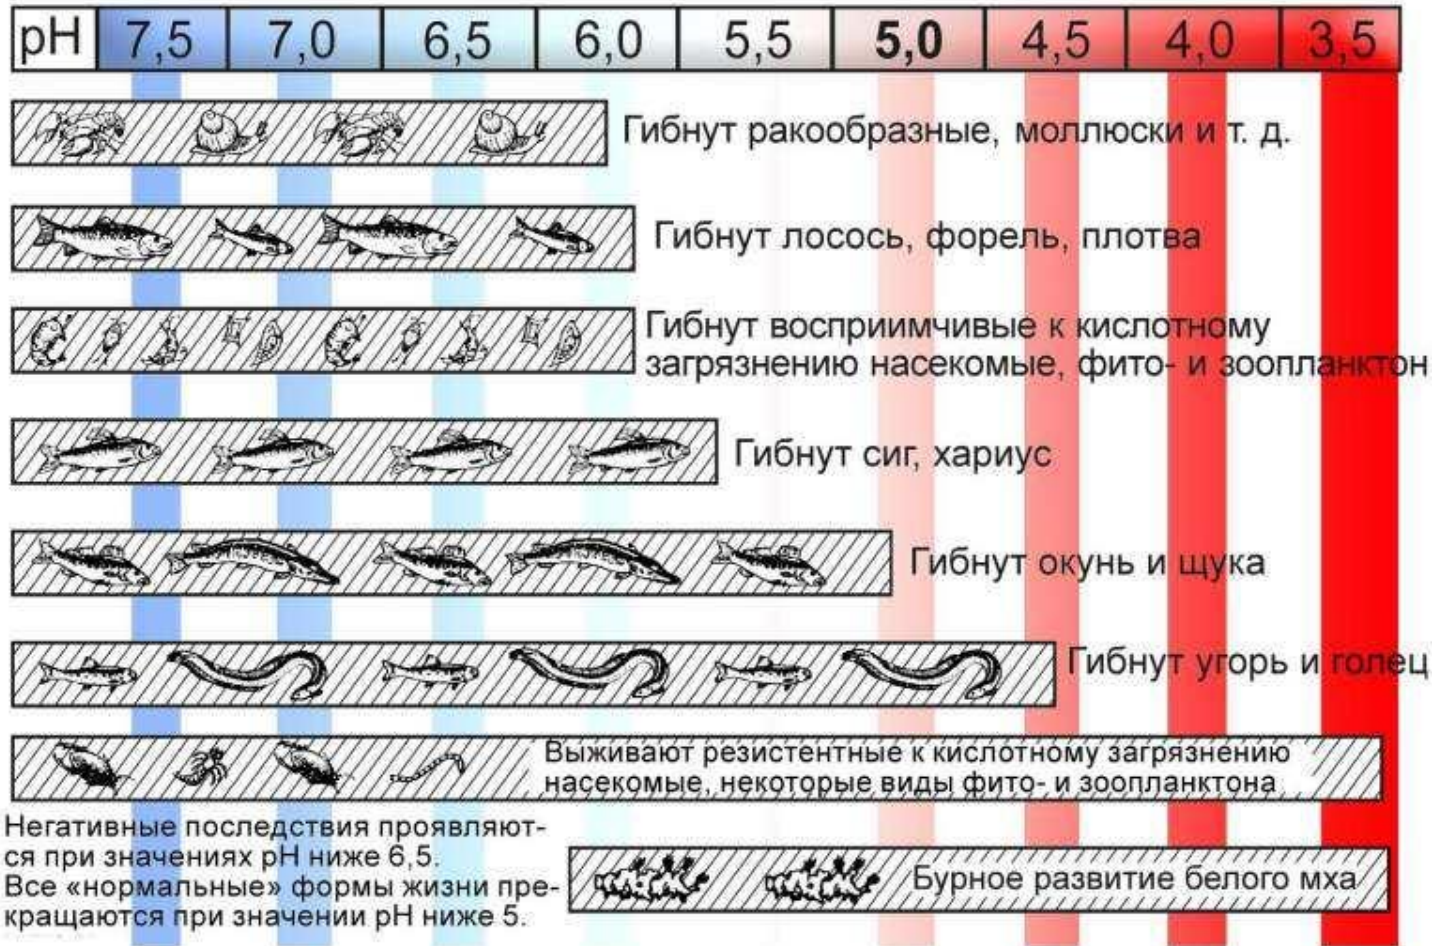 pH 7,5 7,0 6,5 6,0 5,5 5,0 4,5 4,0 3,5
Гибнут ракообразные, моллюски и т. д.
Гибнут лосось, форель, плотва
Гибнут восприимчивые к кислотному
загрязнению насекомые, фито- и зоопланктон
Гибнут сиг, хариус
Гибнут окунь и щука
Гибнут угорь и голец
Выживают резистентные к кислотному загрязнению
насекомые, некоторые виды фито- и зоопланктона
Негативные последствия проявляют-
ся при значениях pH ниже 6,5.
Все «нормальные» формы жизни пре-
кращаются при значении pH ниже 5.
Бурное развитие белого мха